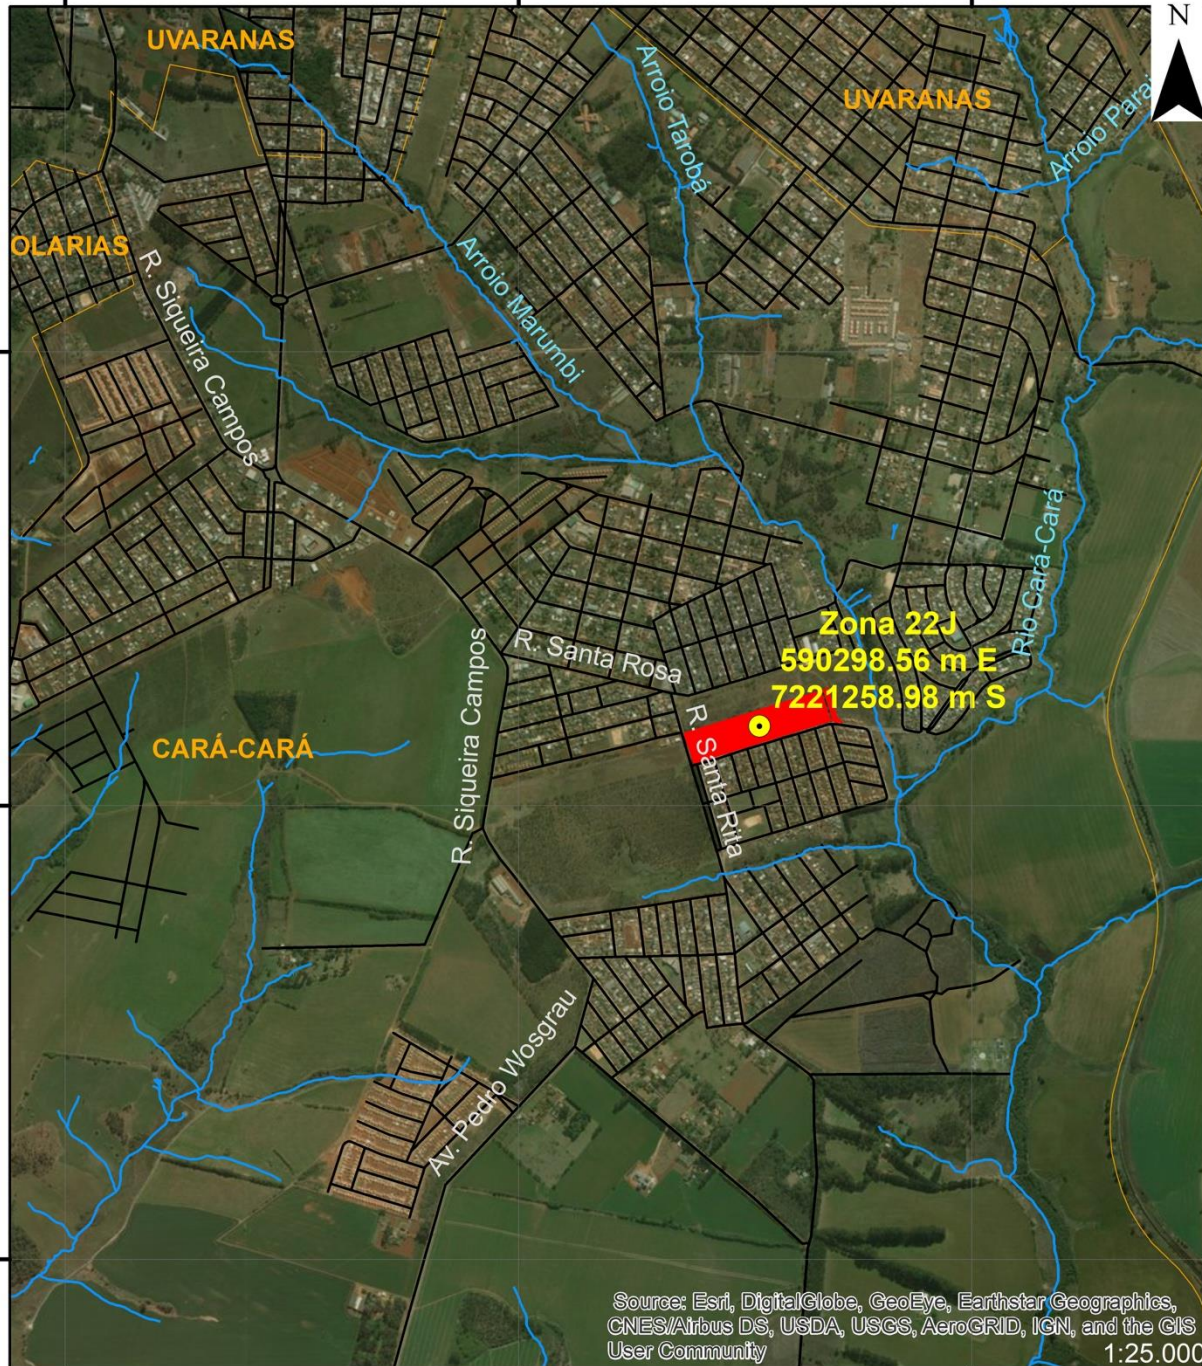 N
UVARANAS
Arroio Tarobá
UVARANAS
Arroio
OLARIAS
R. Siqueira Campos
Arroio Marumbi
Rio Cará-Cará
Zona 22J
590298.56 m E
7221258.98 m S
R. Santa Rosa
R. Siqueira Campos
R. Santa Rita
CARÁ-CARÁ
Av. Pedro Wosgrau
Source: Esri, DigitalGlobe, GeoEye, Earthstar Geographics,
CNES/Airbus DS, USDA, USGS, AeroGRID, IGN, and the GIS
User Community
1:25.000